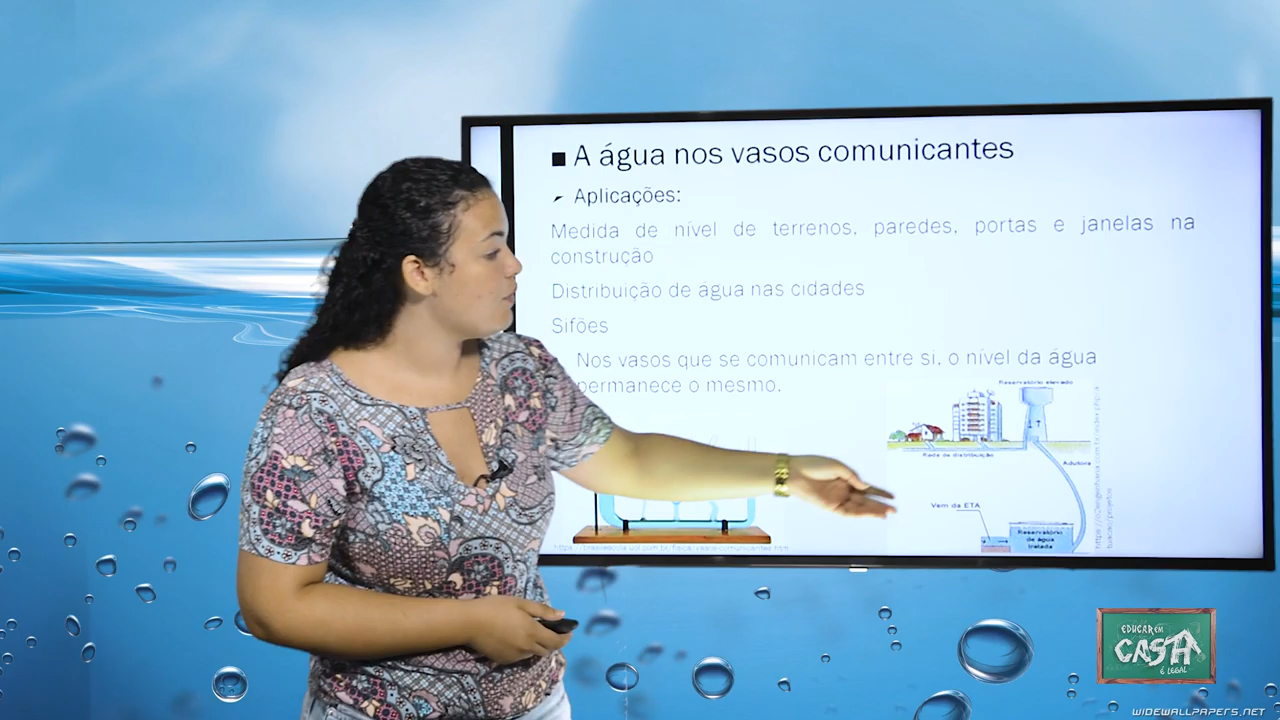 A água nos vasos comunicantes
Aplicações:
Medida de nível de terrenos, paredes, portas e janelas na
construção
Distribuição de água nas cidades
Sifões
Nos vasos que se comunicam entre si, o nível da água
permanece o mesmo.
Reservatório elevado
Rede de distribuição
Adutora
Vem da ETA
Reservatório
de água
tratada
EDUCAR EM
CASA
É LEGAL
WIDEWALLPAPERS.NET